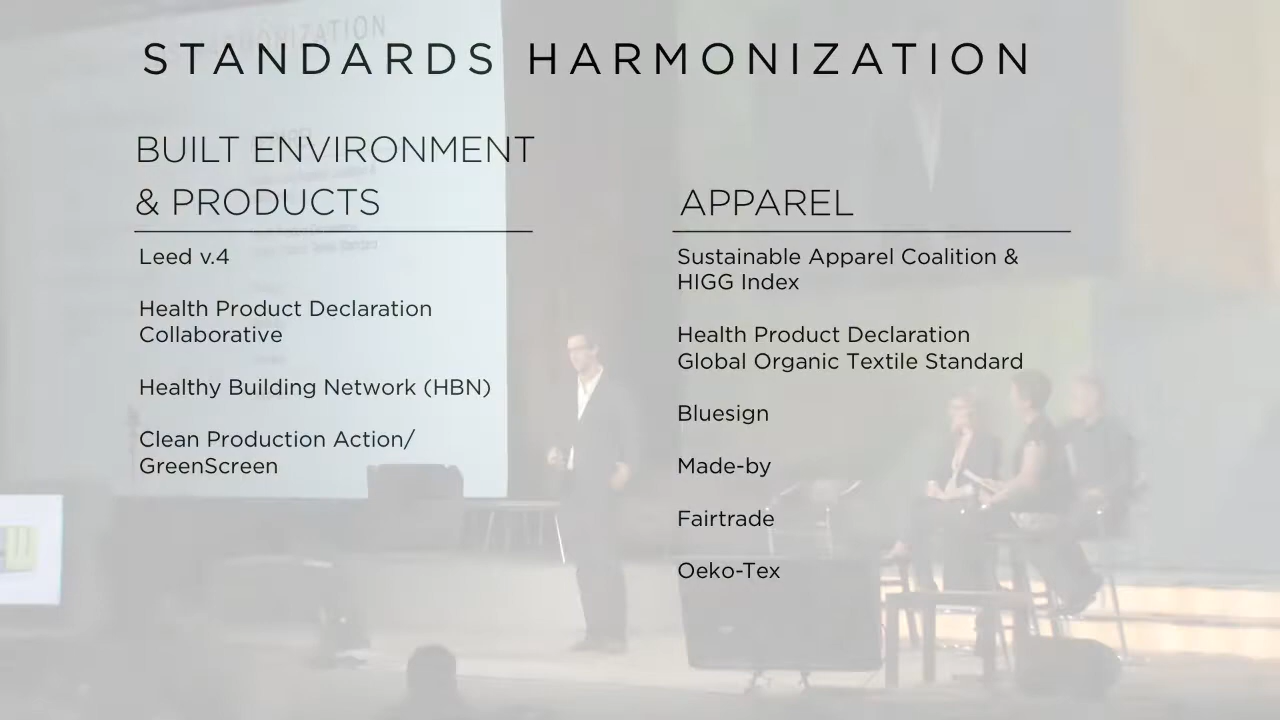 STANDARDS HARMONIZATION
BUILT ENVIRONMENT
& PRODUCTS
Leed v.4
Health Product Declaration
Collaborative
Healthy Building Network (HBN)
Clean Production Action/
GreenScreen
APPAREL
Sustainable Apparel Coalition &
HIGG Index
Health Product Declaration
Global Organic Textile Standard
Bluesign
Made-by
Fairtrade
Oeko-Tex